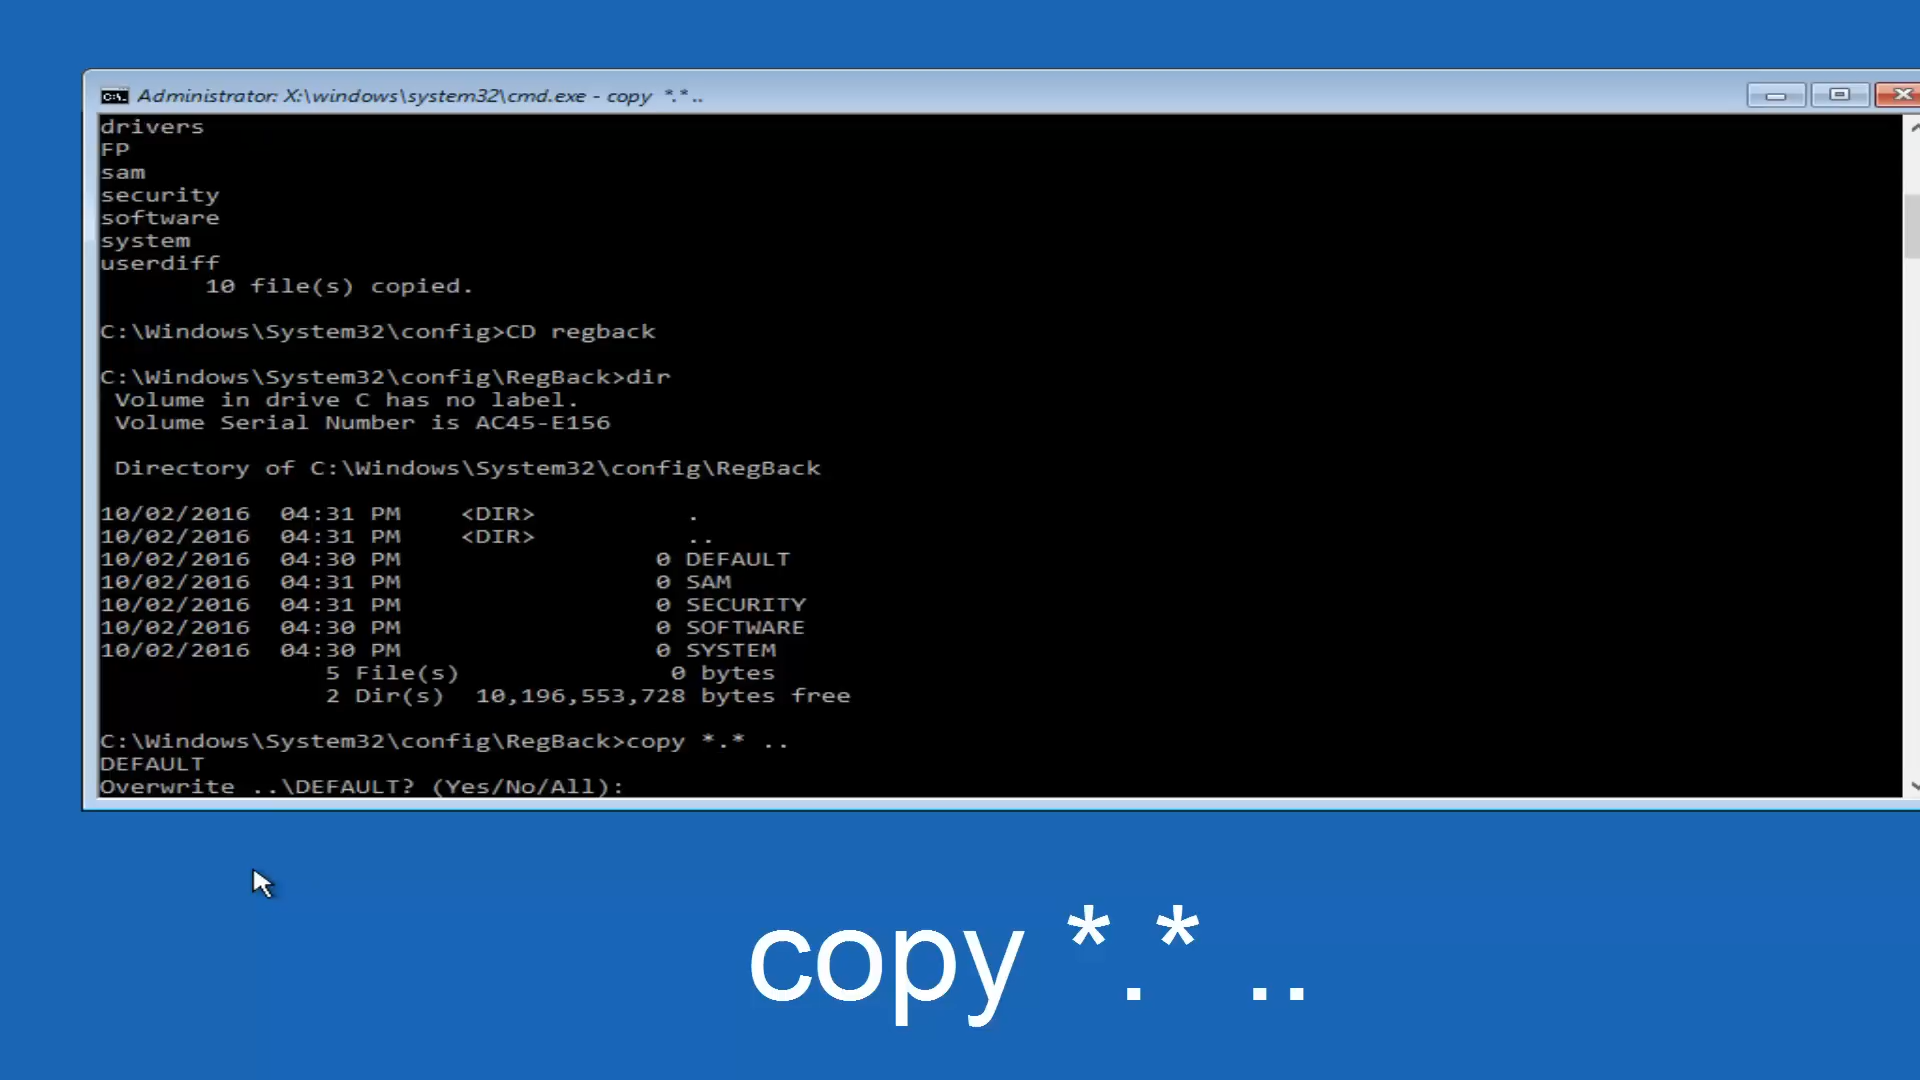 Administrator: X:\windows\system32\cmd.exe - copy *.* ..
drivers
FP
sam
security
software
system
userdiff
       10 file(s) copied.
C:\Windows\System32\config>CD regback
C:\Windows\System32\config\RegBack>dir
 Volume in drive C has no label.
 Volume Serial Number is AC45-E156
 Directory of C:\Windows\System32\config\RegBack
10/02/2016  04:31 PM    <DIR>          .
10/02/2016  04:31 PM    <DIR>          ..
10/02/2016  04:30 PM                 0 DEFAULT
10/02/2016  04:31 PM                 0 SAM
10/02/2016  04:31 PM                 0 SECURITY
10/02/2016  04:30 PM                 0 SOFTWARE
10/02/2016  04:30 PM                 0 SYSTEM
               5 File(s)              0 bytes
               2 Dir(s)  10,196,553,728 bytes free
C:\Windows\System32\config\RegBack>copy *.* ..
DEFAULT
Overwrite ..\DEFAULT? (Yes/No/All):
copy *.* ..